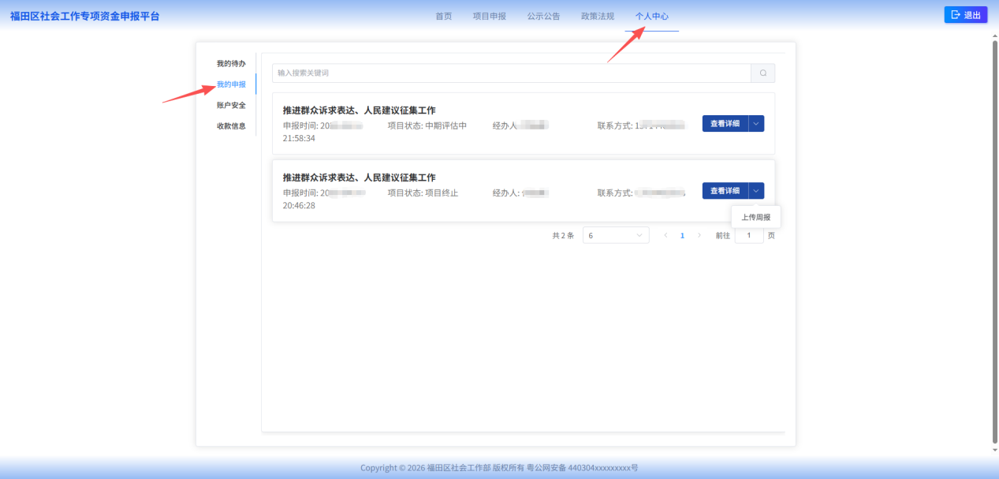 福田区社会工作专项资金申报平台
首页 项目申报 公示公告 政策法规 个人中心
退出
我的待办
我的申报
账户安全
收款信息
输入搜索关键词
推进群众诉求表达、人民建议征集工作
申报时间: 20 项目状态: 中期评估中 经办人 联系方式:
21:58:34
查看详细
推进群众诉求表达、人民建议征集工作
申报时间: 20 项目状态: 项目终止 经办人: 联系方式:
20:46:28
查看详细
上传周报
共 2 条 6 1 前往 1 页
Copyright © 2026 福田区社会工作部 版权所有 粤公网安备 440304xxxxxxxxx号